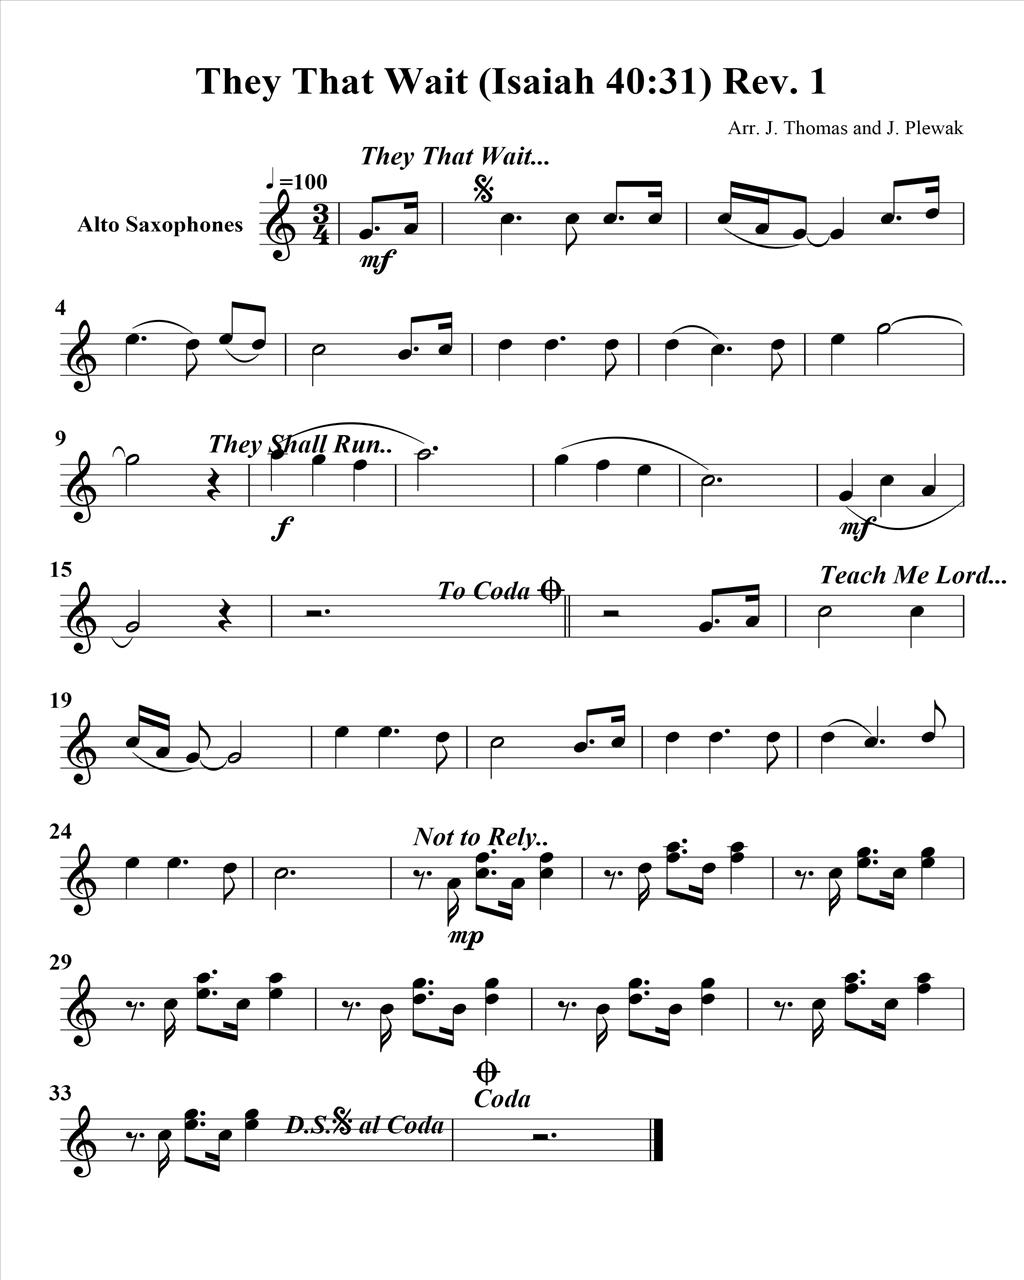 They That Wait (Isaiah 40:31) Rev. 1
Arr. J. Thomas and J. Plewak
They That Wait...
♩=100
Alto Saxophones
3
4
mf
4
9
They Shall Run..
f
mf
15
To Coda
Teach Me Lord...
19
24
Not to Rely..
mp
29
33
D.S. al Coda
Coda